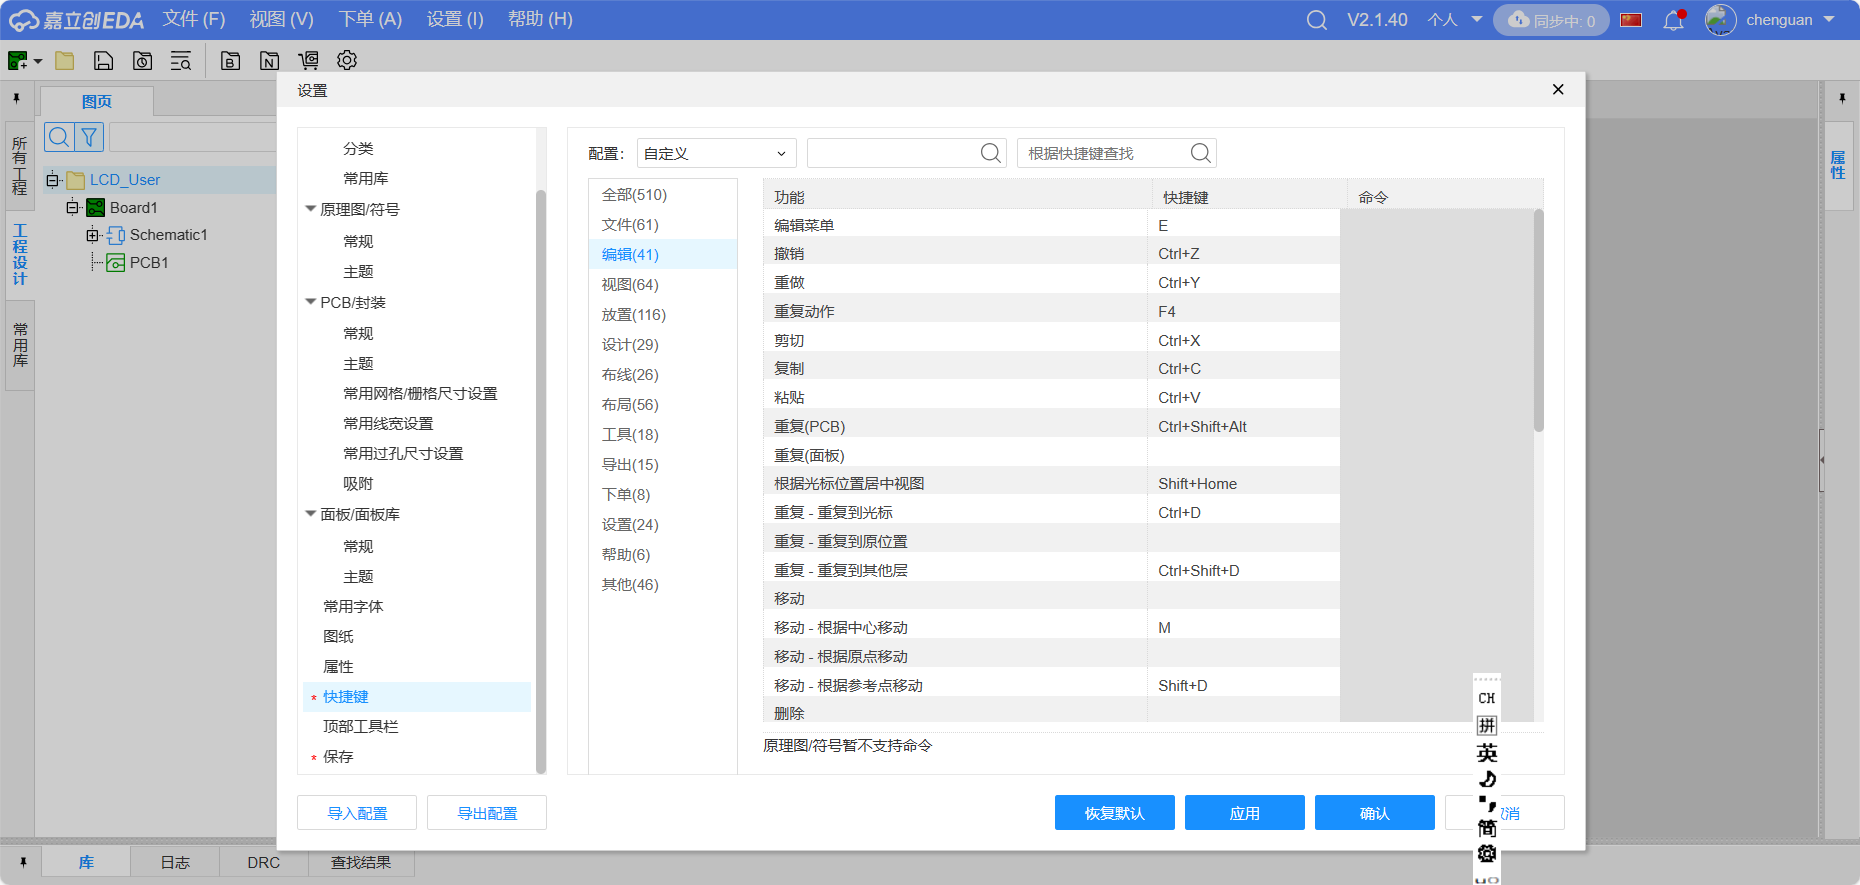 嘉立创EDA 文件 (F) 视图 (V) 下单 (A) 设置 (I) 帮助 (H) V2.1.40 个人 同步中: 0 chenguan
设置
图页
所有工程
工程设计
常用库
LCD_User
Board1
Schematic1
PCB1
分类
常用库
原理图/符号
常规
主题
PCB/封装
常规
主题
常用网格/栅格尺寸设置
常用线宽设置
常用过孔尺寸设置
吸附
面板/面板库
常规
主题
常用字体
图纸
属性
* 快捷键
顶部工具栏
* 保存
配置: 自定义 根据快捷键查找
全部(510)
文件(61)
编辑(41)
视图(64)
放置(116)
设计(29)
布线(26)
布局(56)
工具(18)
导出(15)
下单(8)
设置(24)
帮助(6)
其他(46)
功能 快捷键 命令
编辑菜单 E
撤销 Ctrl+Z
重做 Ctrl+Y
重复动作 F4
剪切 Ctrl+X
复制 Ctrl+C
粘贴 Ctrl+V
重复(PCB) Ctrl+Shift+Alt
重复(面板)
根据光标位置居中视图 Shift+Home
重复 - 重复到光标 Ctrl+D
重复 - 重复到原位置
重复 - 重复到其他层 Ctrl+Shift+D
移动
移动 - 根据中心移动 M
移动 - 根据原点移动
移动 - 根据参考点移动 Shift+D
删除
原理图/符号暂不支持命令
导入配置 导出配置 恢复默认 应用 确认 消
CH
拼
英
简
属性
库 日志 DRC 查找结果